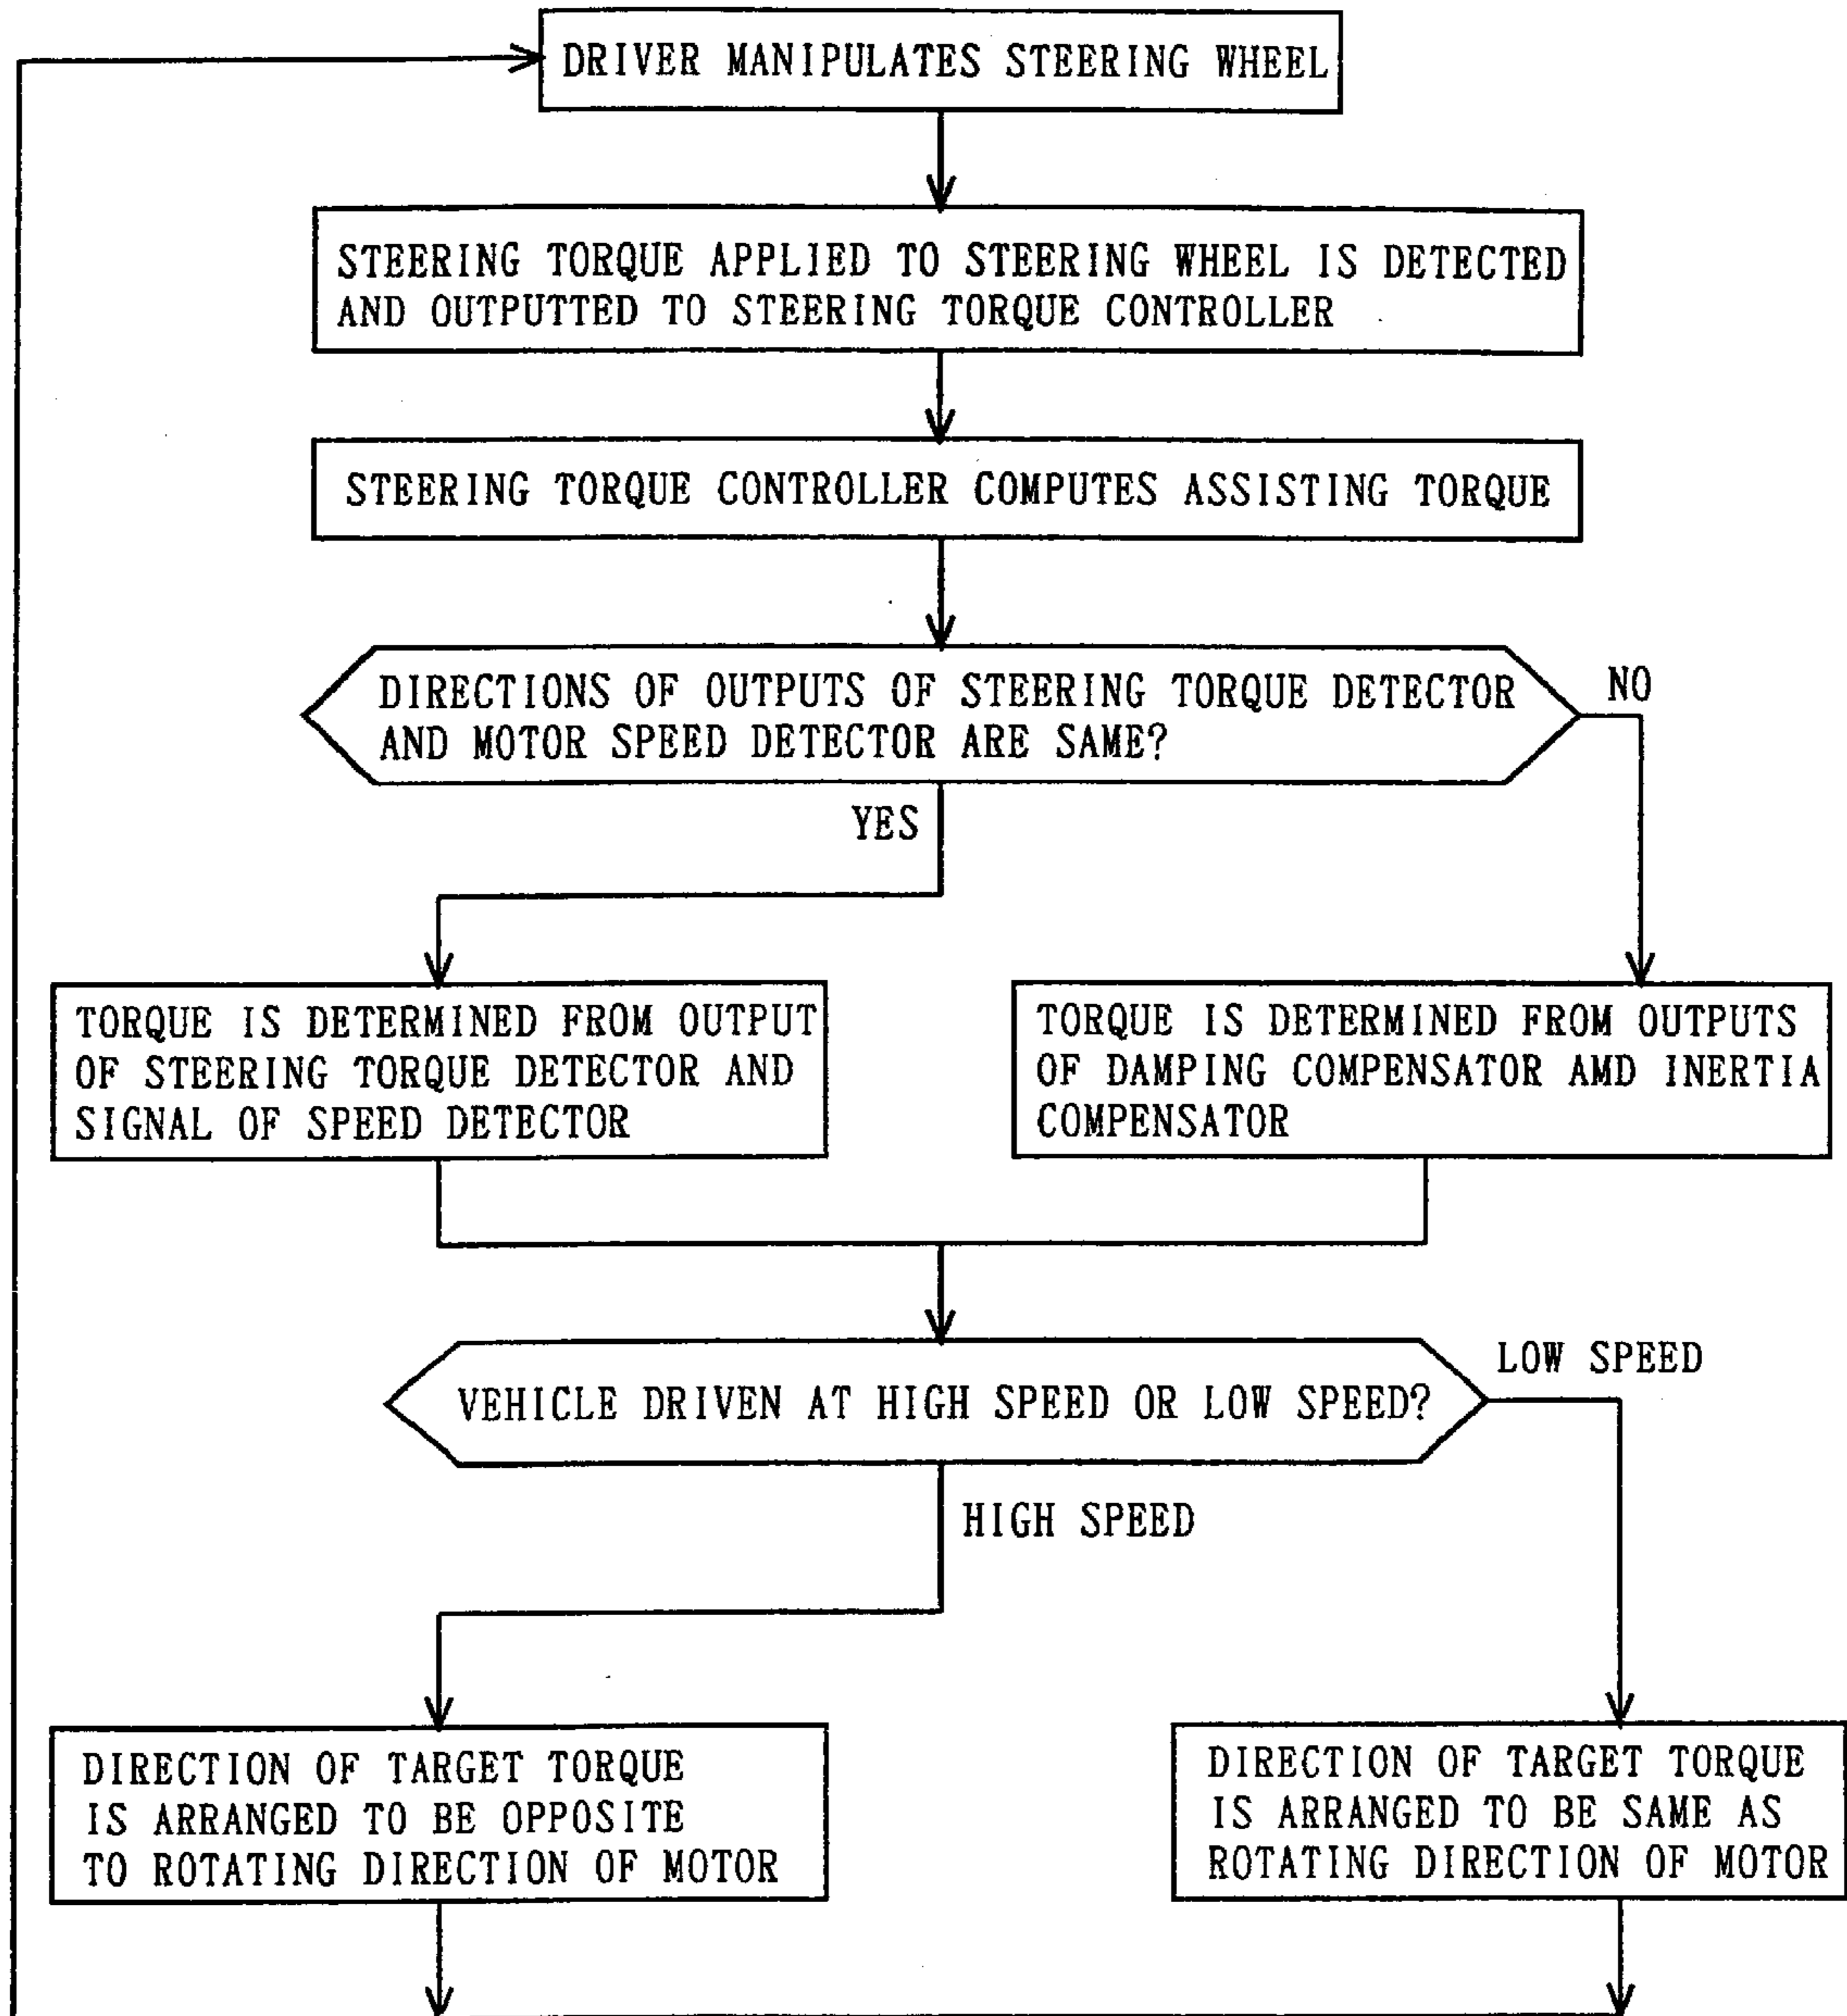 DRIVER MANIPULATES STEERING WHEEL
STEERING TORQUE APPLIED TO STEERING WHEEL IS DETECTED
AND OUTPUTTED TO STEERING TORQUE CONTROLLER
STEERING TORQUE CONTROLLER COMPUTES ASSISTING TORQUE
DIRECTIONS OF OUTPUTS OF STEERING TORQUE DETECTOR
AND MOTOR SPEED DETECTOR ARE SAME?
NO
YES
TORQUE IS DETERMINED FROM OUTPUT
OF STEERING TORQUE DETECTOR AND
SIGNAL OF SPEED DETECTOR
TORQUE IS DETERMINED FROM OUTPUTS
OF DAMPING COMPENSATOR AMD INERTIA
COMPENSATOR
VEHICLE DRIVEN AT HIGH SPEED OR LOW SPEED?
LOW SPEED
HIGH SPEED
DIRECTION OF TARGET TORQUE
IS ARRANGED TO BE OPPOSITE
TO ROTATING DIRECTION OF MOTOR
DIRECTION OF TARGET TORQUE
IS ARRANGED TO BE SAME AS
ROTATING DIRECTION OF MOTOR